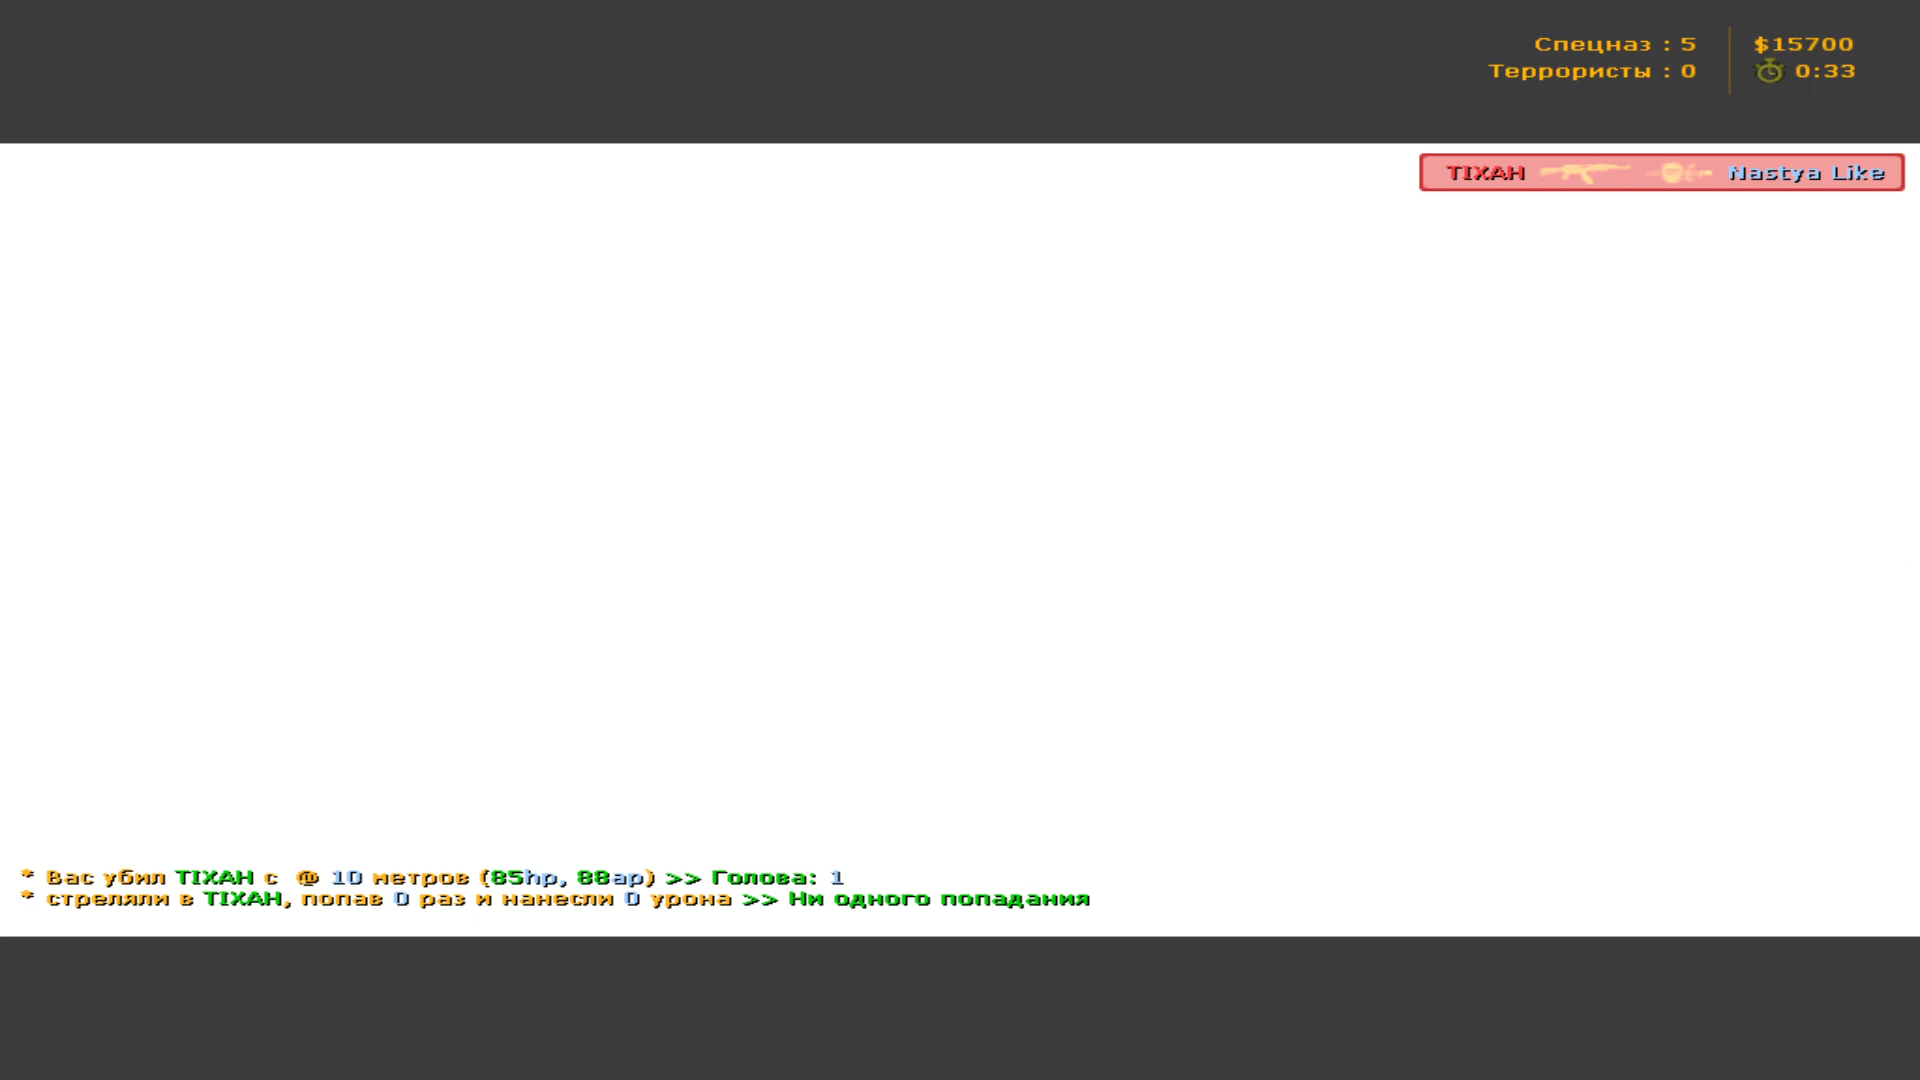 Спецназ : 5
$15700
Террористы : 0
0:33
TIXAH Nastya Like
* Вас убил TIXAH с @ 10 метров (85hp, 88ap) >> Голова: 1
* стреляли в TIXAH, попав 0 раз и нанесли 0 урона >> Ни одного попадания